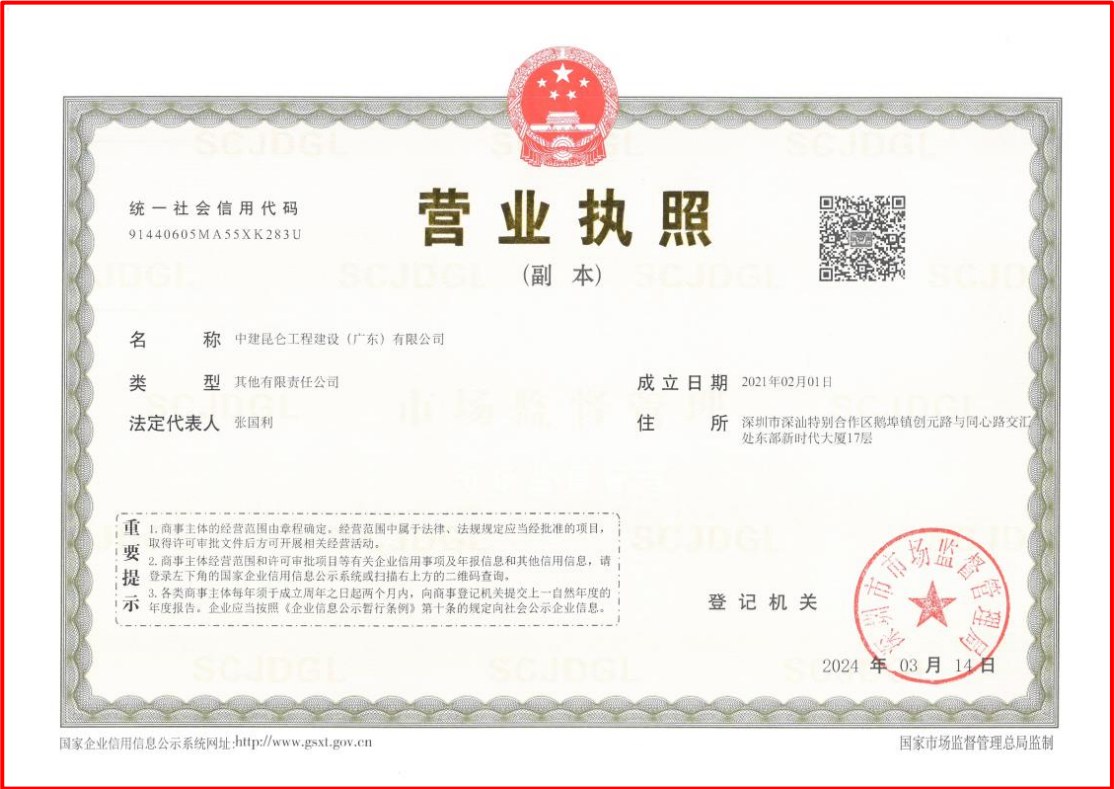 统一社会信用代码
91440605MA55XK283U
营业执照
(副 本)
名 称 中建昆仑工程建设（广东）有限公司
类 型 其他有限责任公司
成立日期 2021年02月01日
法定代表人 张国利
住 所 深圳市深汕特别合作区鹅埠镇创元路与同心路交汇
处东部新时代大厦17层
重要提示
1.商事主体的经营范围由章程确定。经营范围中属于法律、法规规定应当经批准的项目，
取得许可审批文件后方可开展相关经营活动。
2.商事主体经营范围和许可审批项目等有关企业信用事项及年报信息和其他信用信息，请
登录左下角的国家企业信用信息公示系统或扫描右上方的二维码查询。
3.各类商事主体每年须于成立周年之日起两个月内，向商事登记机关提交上一自然年度的
年度报告。企业应当按照《企业信息公示暂行条例》第十条的规定向社会公示企业信息。
登记机关
深圳市市场监督管理局
2024 年 03 月 14 日
国家企业信用信息公示系统网址:http://www.gsxt.gov.cn
国家市场监督管理总局监制
SCJDGL
市场监督管理